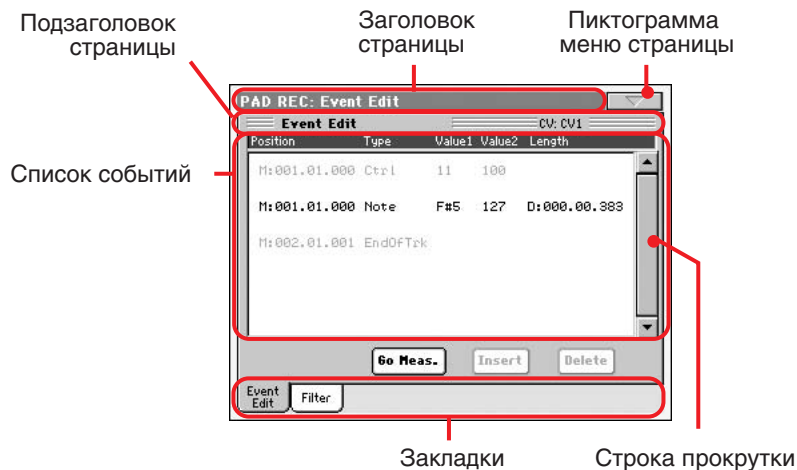 Подзаголовок страницы
Заголовок страницы
Пиктограмма меню страницы
PAD REC: Event Edit
Event Edit CV: CV1
Position Type Value1 Value2 Length
Список событий
M:001.01.000 Ctrl 11 100
M:001.01.000 Note F#5 127 D:000.00.383
M:002.01.001 EndOfTrk
Go Meas. Insert Delete
Event Edit Filter
Закладки
Строка прокрутки